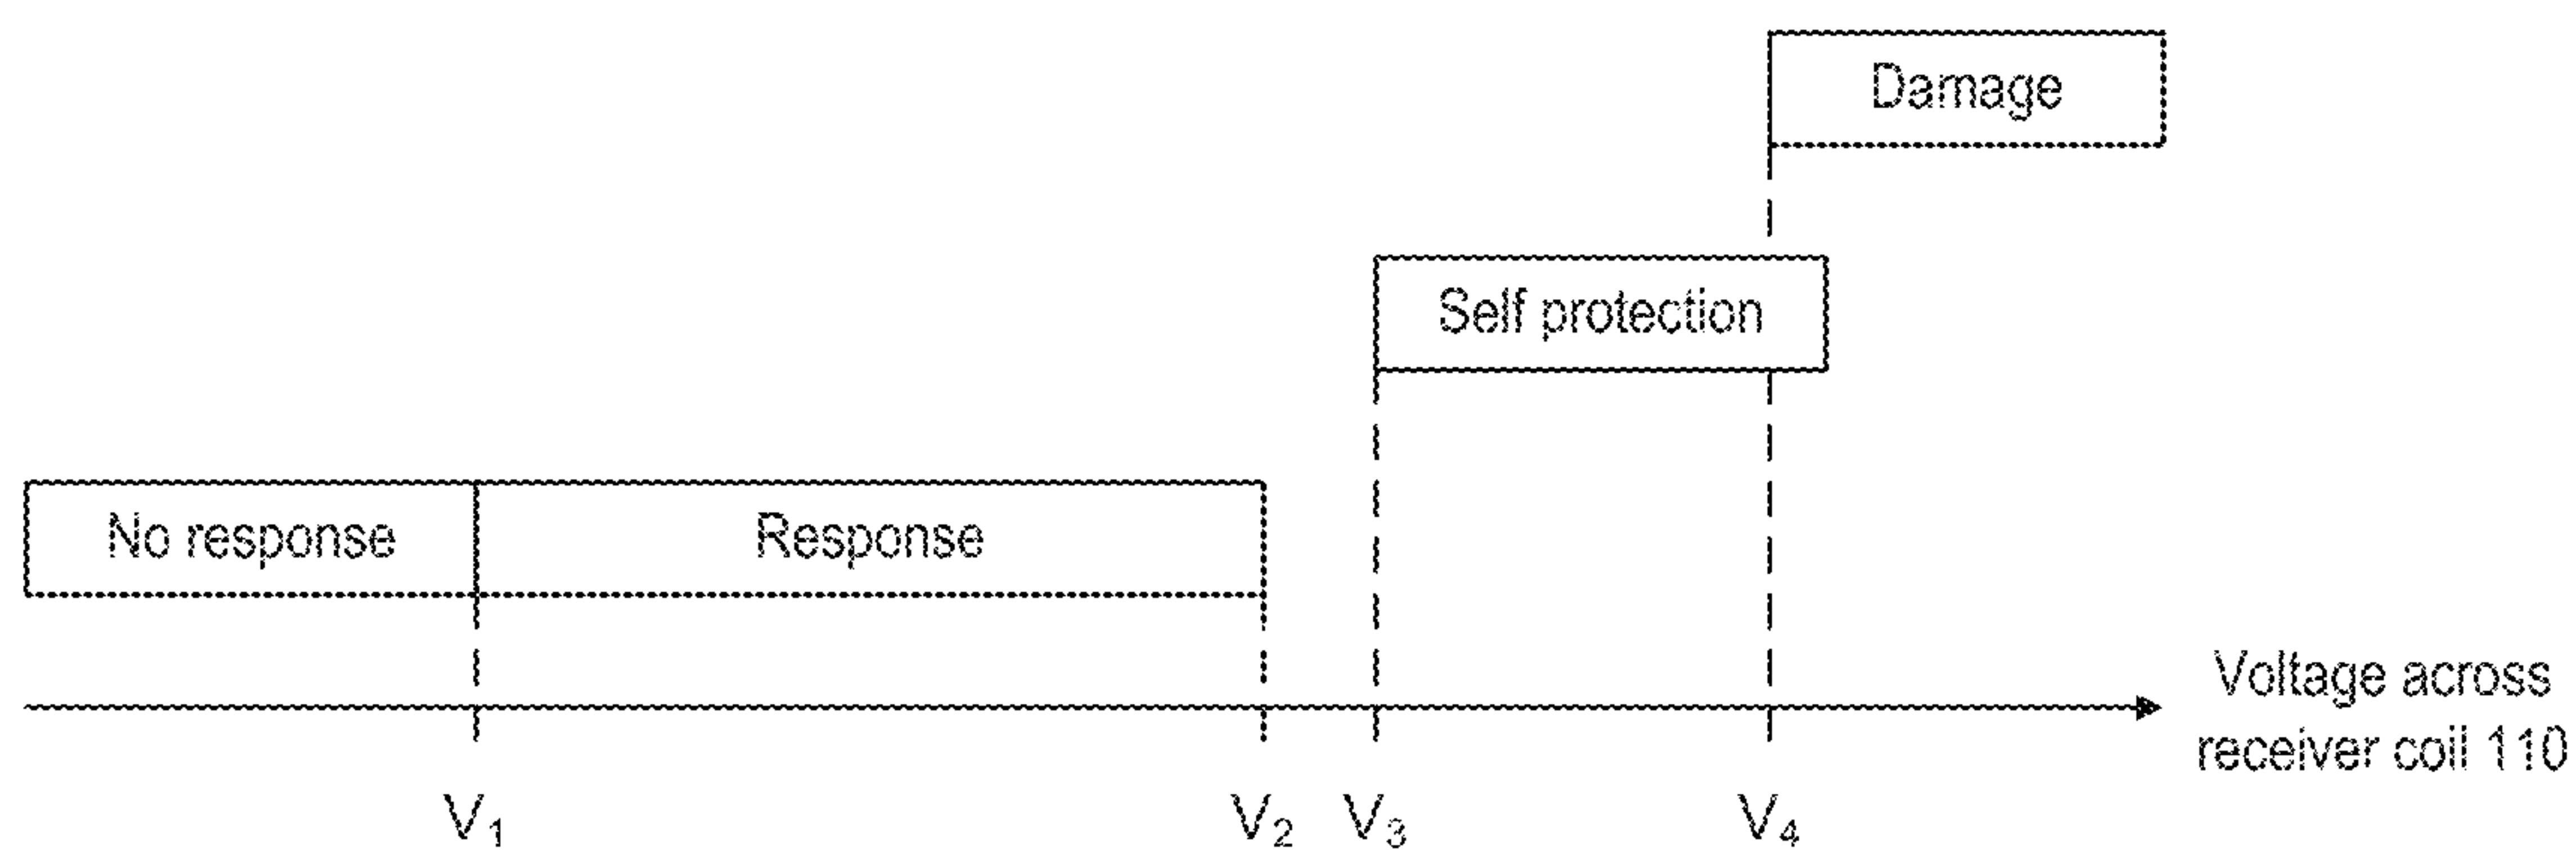 Damage
Self protection
No response
Response
Voltage across
receiver coil 110
V₁
V₂
V₃
V₄